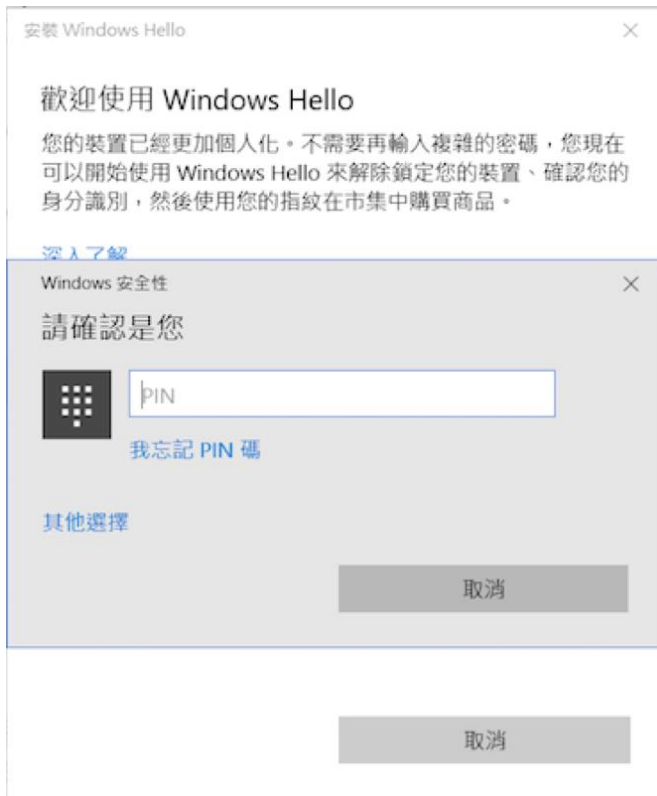 安裝 Windows Hello
歡迎使用 Windows Hello
您的裝置已經更加個人化。不需要再輸入複雜的密碼，您現在
可以開始使用 Windows Hello 來解除鎖定您的裝置、確認您的
身分識別，然後使用您的指紋在市集中購買商品。
深入了解
Windows 安全性
請確認是您
PIN
我忘記 PIN 碼
其他選擇
取消
取消